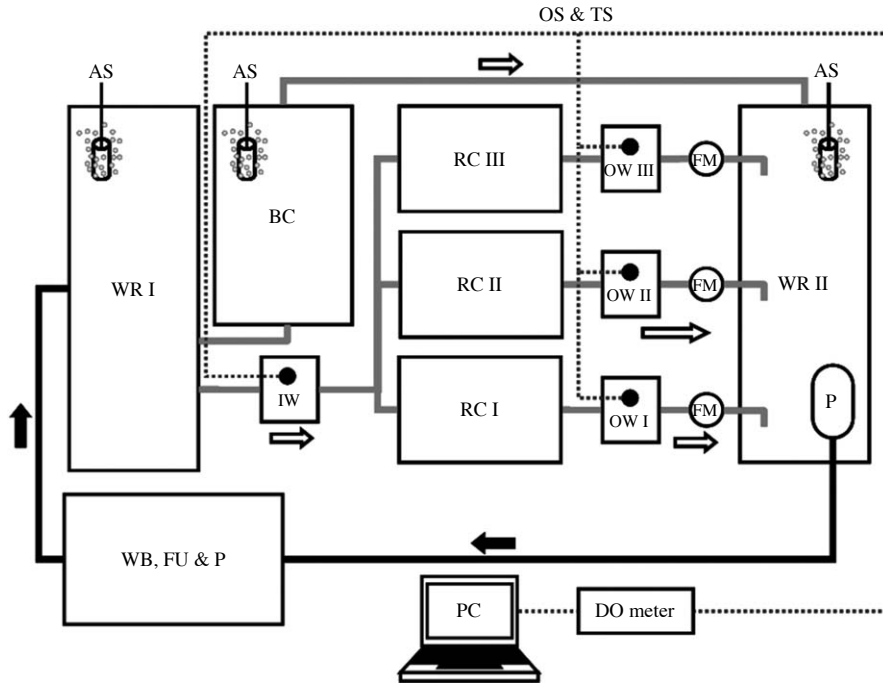 OS & TS
AS
AS
AS
RC III
OW III
FM
BC
WR I
RC II
OW II
FM
WR II
IW
RC I
OW I
FM
P
WB, FU & P
PC
DO meter